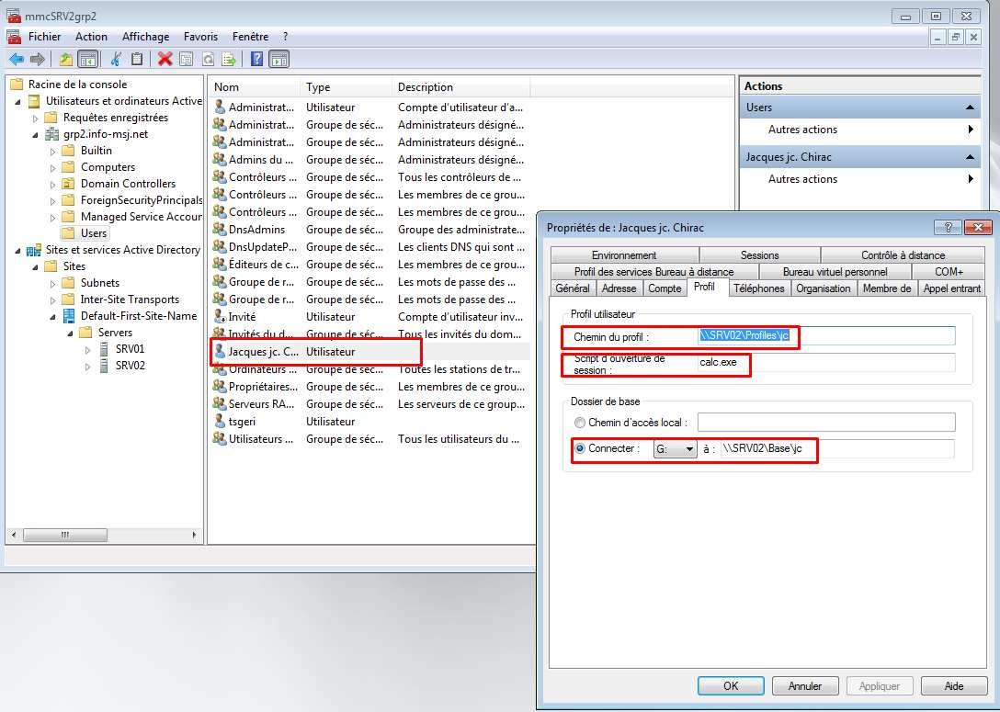 mmcSRV2grp2
Fichier Action Affichage Favoris Fenêtre ?
Racine de la console
Utilisateurs et ordinateurs Active
Requêtes enregistrées
grp2.info-msj.net
Builtin
Computers
Domain Controllers
ForeignSecurityPrincipals
Managed Service Accour
Users
Sites et services Active Directory
Sites
Subnets
Inter-Site Transports
Default-First-Site-Name
Servers
SRV01
SRV02
Nom Type Description
Administrat... Utilisateur Compte d'utilisateur d'a...
Administrat... Groupe de séc... Administrateurs désigné...
Administrat... Groupe de séc... Administrateurs désigné...
Admins du ... Groupe de séc... Administrateurs désigné...
Contrôleurs ... Groupe de séc... Tous les contrôleurs de ...
Contrôleurs ... Groupe de séc... Les membres de ce grou...
Contrôleurs ... Groupe de séc... Les membres de ce grou...
DnsAdmins Groupe de séc... Groupe des administrate...
DnsUpdateP... Groupe de séc... Les clients DNS qui sont ...
Éditeurs de c... Groupe de séc... Les membres de ce grou...
Groupe de r... Groupe de séc... Les mots de passe des ...
Groupe de r... Groupe de séc... Les mots de passe des ...
Invité Utilisateur Compte d'utilisateur inv...
Invités du d... Groupe de séc... Tous les invités du dom...
Jacques jc. C... Utilisateur
Ordinateurs ... Groupe de séc... Toutes les stations de tr...
Propriétaires... Groupe de séc... Les membres de ce grou...
Serveurs RA... Groupe de séc... Les serveurs de ce group...
tsgeri Utilisateur
Utilisateurs ... Groupe de séc... Tous les utilisateurs du ...
Actions
Users
Autres actions
Jacques jc. Chirac
Autres actions
Propriétés de : Jacques jc. Chirac
Environnement Sessions Contrôle à distance
Profil des services Bureau à distance Bureau virtuel personnel COM+
Général Adresse Compte Profil Téléphones Organisation Membre de Appel entrant
Profil utilisateur
Chemin du profil : \\SRV02\Profiles\jc
Script d'ouverture de session : calc.exe
Dossier de base
Chemin d'accès local :
Connecter : G: à : \\SRV02\Base\jc
OK Annuler Appliquer Aide